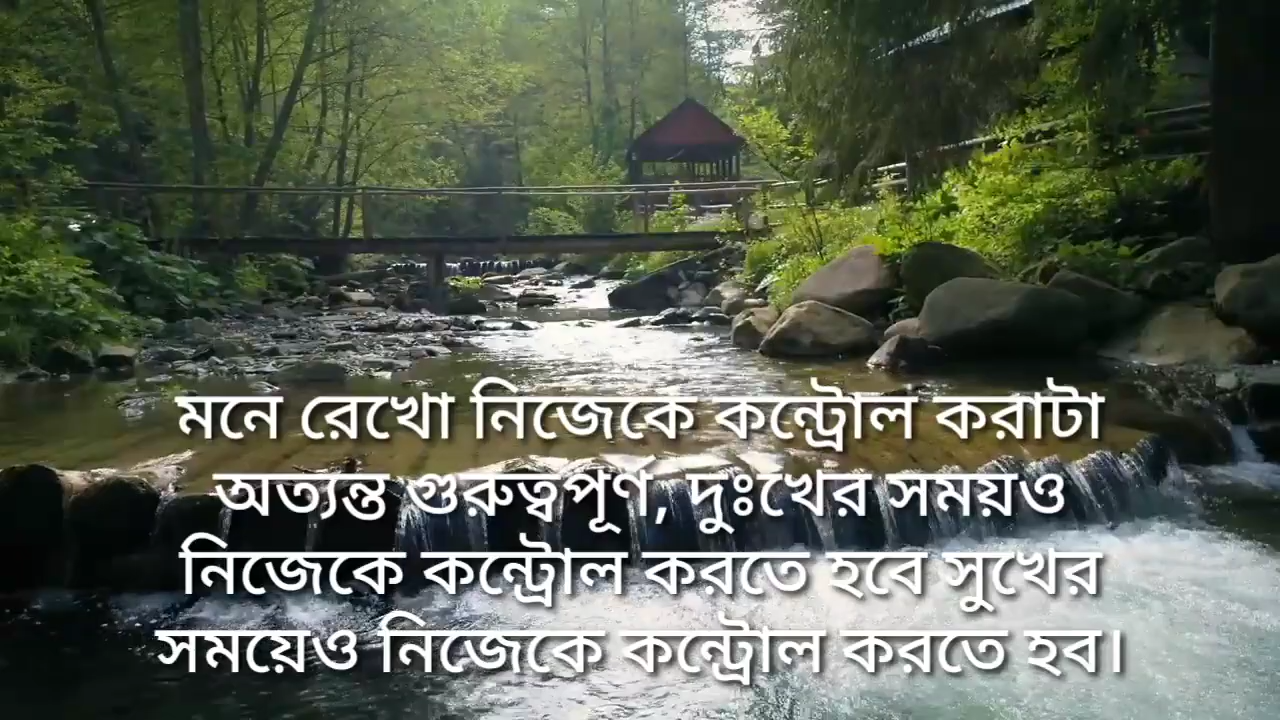 মনে রেখো নিজেকে কন্ট্রোল করাটা
অত্যন্ত গুরুত্বপূর্ণ, দুঃখের সময়ও
নিজেকে কন্ট্রোল করতে হবে সুখের
সময়েও নিজেকে কন্ট্রোল করতে হব।